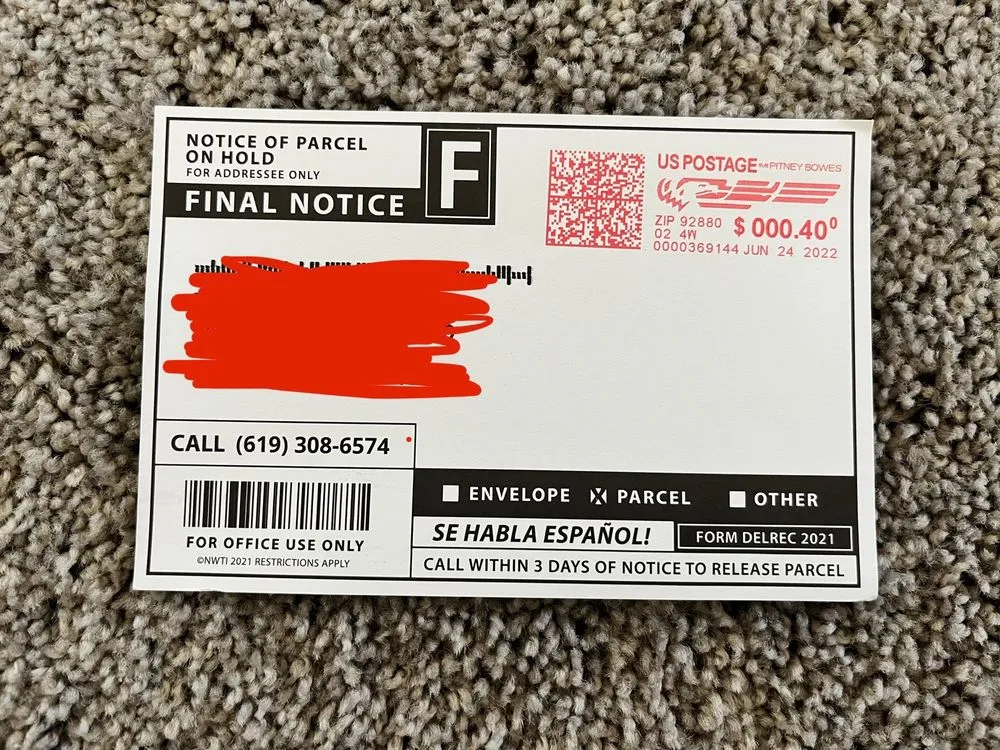 NOTICE OF PARCEL
ON HOLD
FOR ADDRESSEE ONLY
FINAL NOTICE
F
US POSTAGE PITNEY BOWES
ZIP 92880 $ 000.40⁰
02 4W
0000369144 JUN 24 2022
CALL (619) 308-6574
FOR OFFICE USE ONLY
©NWTI 2021 RESTRICTIONS APPLY
ENVELOPE PARCEL OTHER
SE HABLA ESPAÑOL! FORM DELREC 2021
CALL WITHIN 3 DAYS OF NOTICE TO RELEASE PARCEL